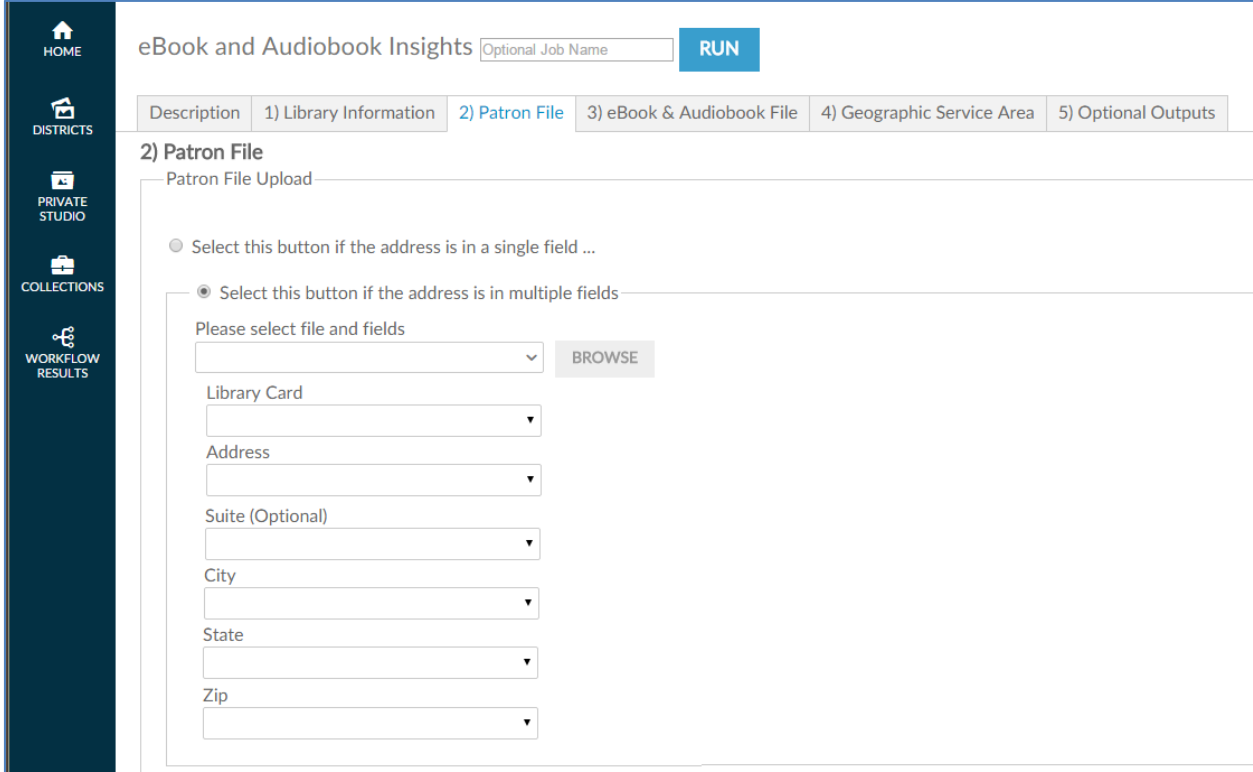 HOME
DISTRICTS
PRIVATE
STUDIO
COLLECTIONS
WORKFLOW
RESULTS
eBook and Audiobook Insights Optional Job Name RUN
Description 1) Library Information 2) Patron File 3) eBook & Audiobook File 4) Geographic Service Area 5) Optional Outputs
2) Patron File
Patron File Upload
Select this button if the address is in a single field ...
Select this button if the address is in multiple fields
Please select file and fields
BROWSE
Library Card
Address
Suite (Optional)
City
State
Zip